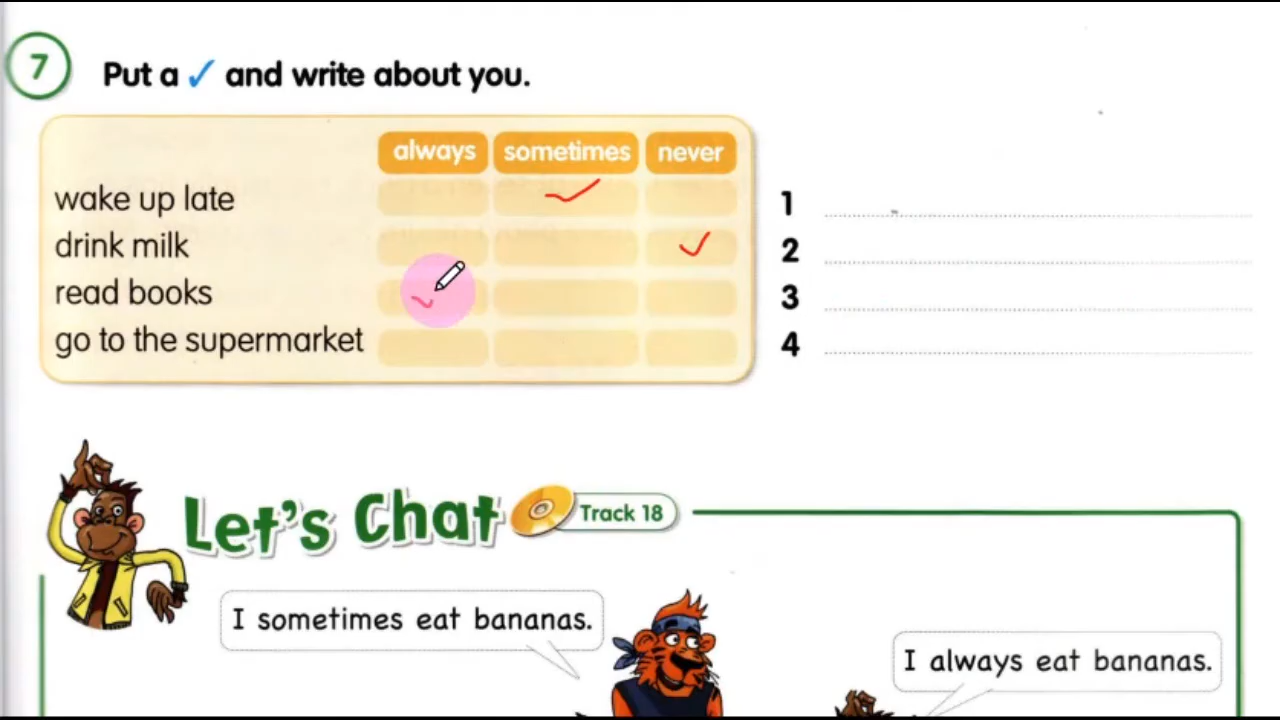 7 Put a ✓ and write about you.
always sometimes never
wake up late
drink milk
read books
go to the supermarket
1
2
3
4
Let's Chat Track 18
I sometimes eat bananas.
I always eat bananas.